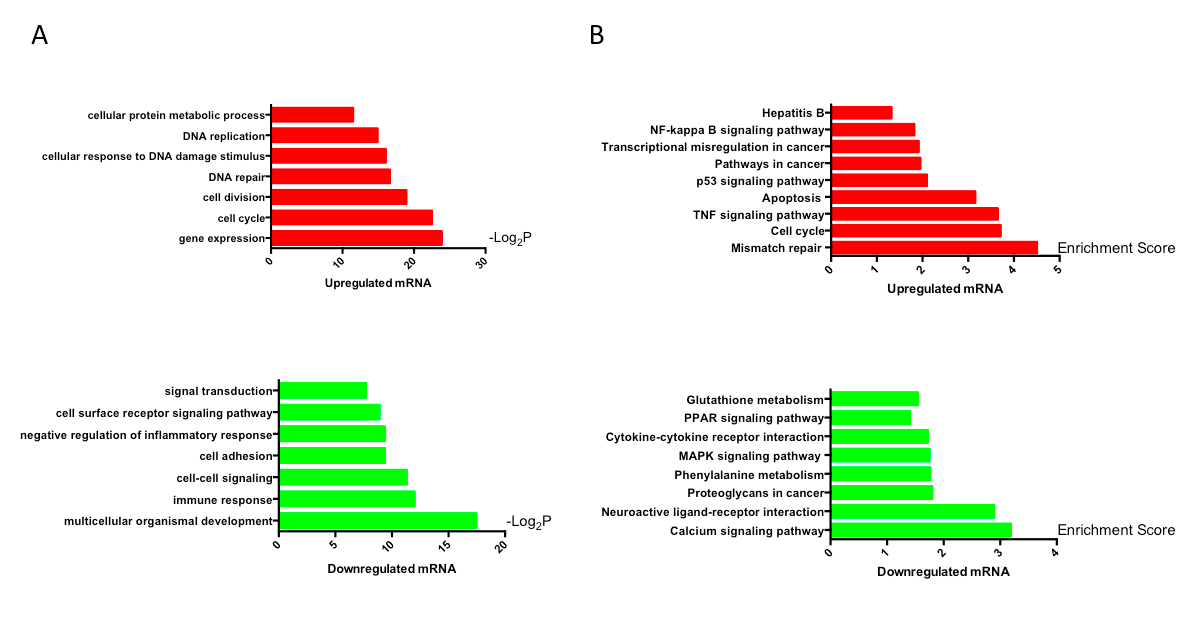 A
cellular protein metabolic process
DNA replication
cellular response to DNA damage stimulus
DNA repair
cell division
cell cycle
gene expression
-Log2P
0 10 20 30
Upregulated mRNA
signal transduction
cell surface receptor signaling pathway
negative regulation of inflammatory response
cell adhesion
cell-cell signaling
immune response
multicellular organismal development
-Log2P
0 5 10 15 20
Downregulated mRNA
B
Hepatitis B
NF-kappa B signaling pathway
Transcriptional misregulation in cancer
Pathways in cancer
p53 signaling pathway
Apoptosis
TNF signaling pathway
Cell cycle
Mismatch repair
Enrichment Score
0 1 2 3 4 5
Upregulated mRNA
Glutathione metabolism
PPAR signaling pathway
Cytokine-cytokine receptor interaction
MAPK signaling pathway
Phenylalanine metabolism
Proteoglycans in cancer
Neuroactive ligand-receptor interaction
Calcium signaling pathway
Enrichment Score
0 1 2 3 4
Downregulated mRNA